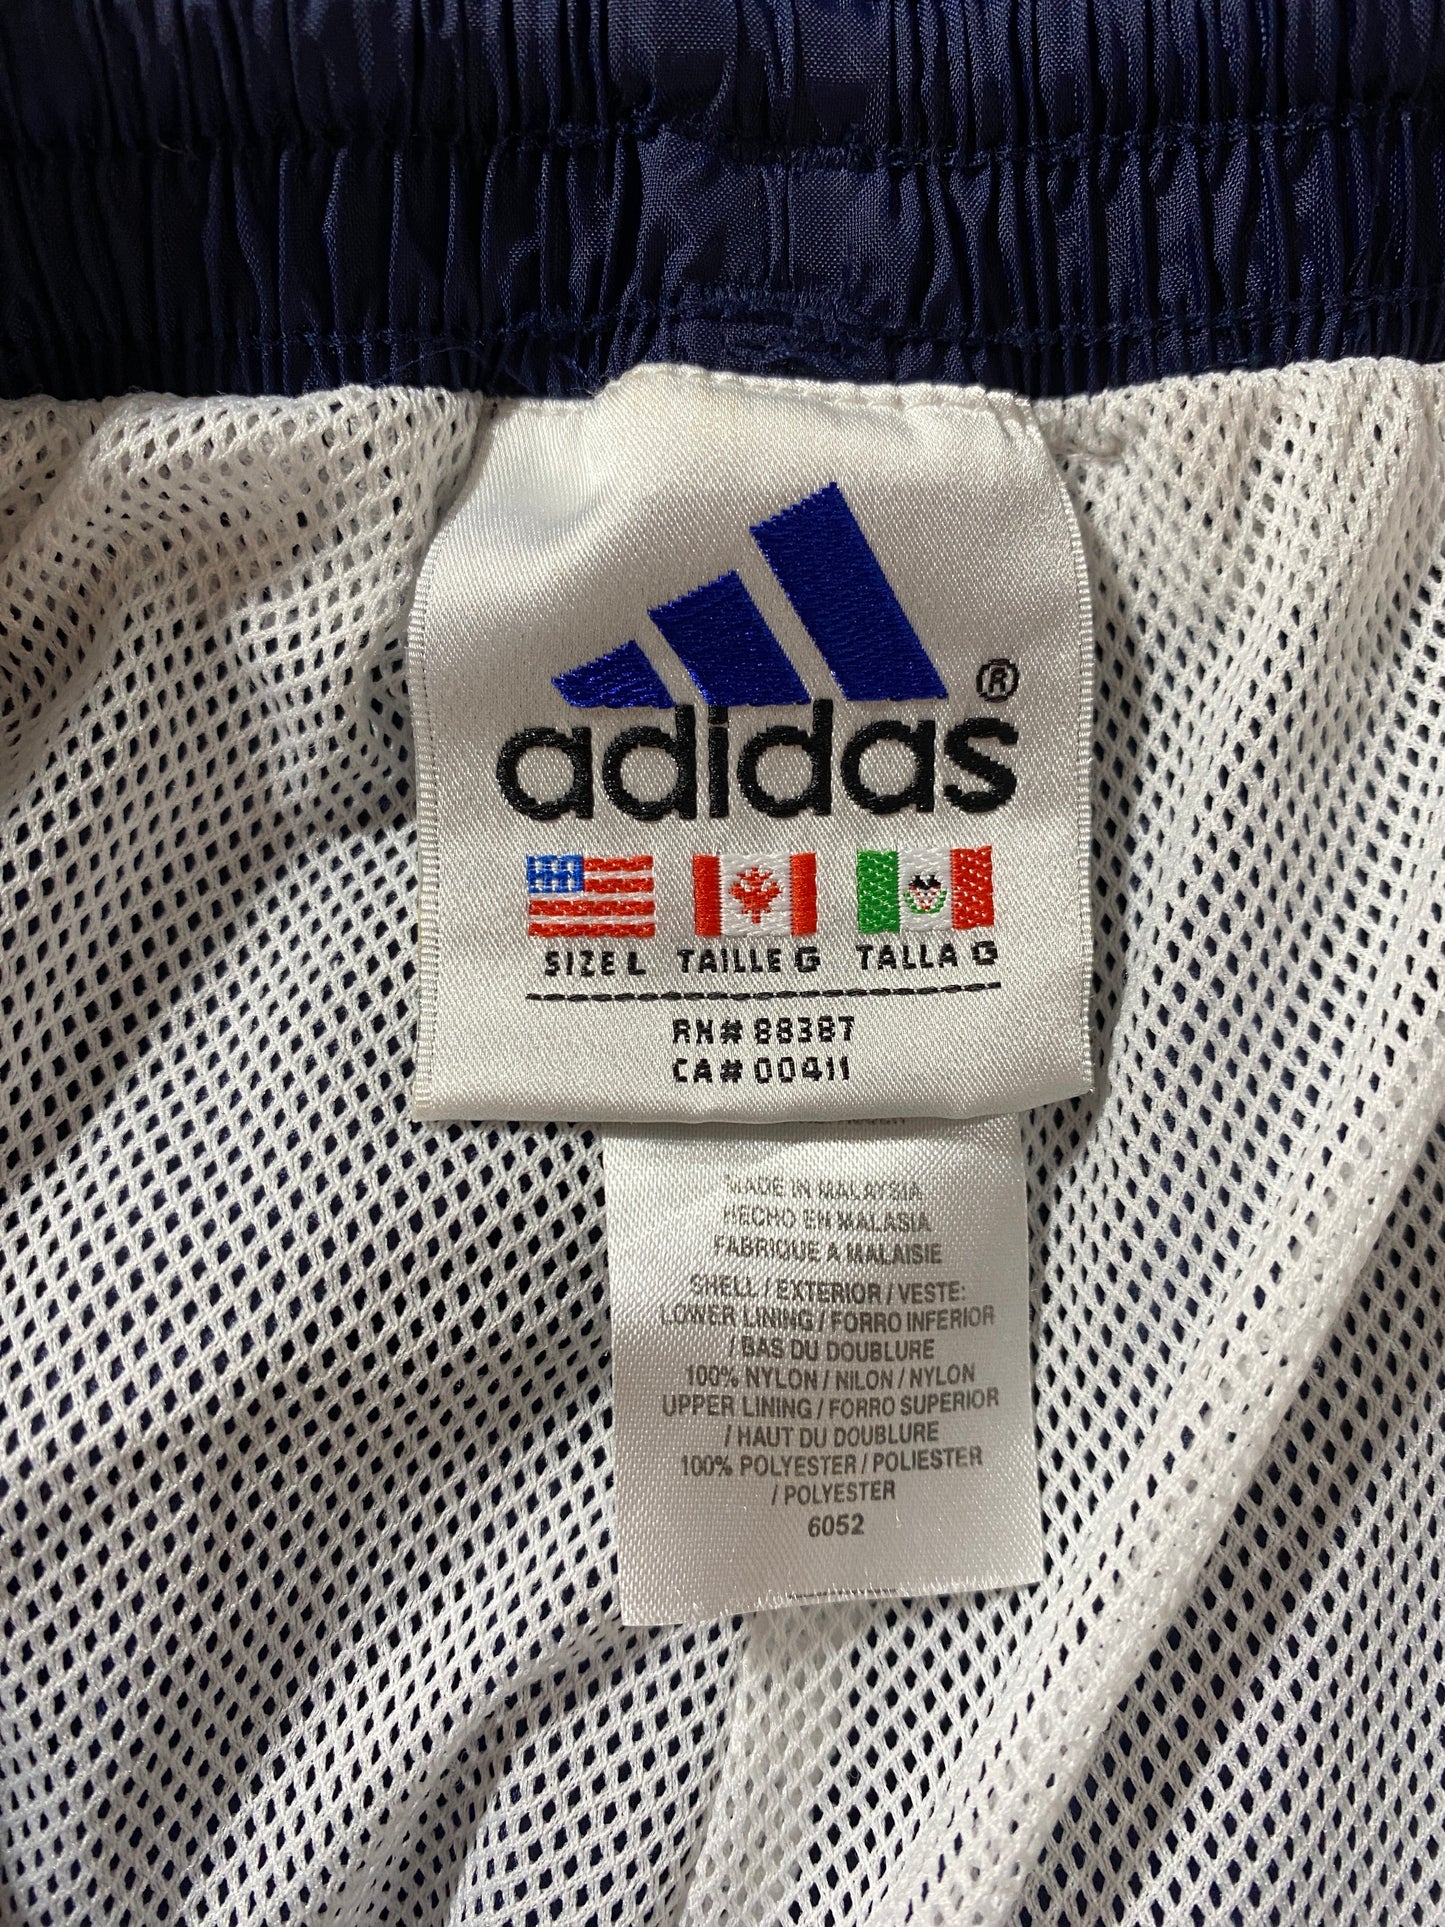 adidas®
SIZE L TAILLE G TALLA G
RN# 88387
CA# 00411
MADE IN MALAYSIA
HECHO EN MALASIA
FABRIQUE A MALAISIE
SHELL / EXTERIOR / VESTE:
LOWER LINING / FORRO INFERIOR
/ BAS DU DOUBLURE
100% NYLON / NILON / NYLON
UPPER LINING / FORRO SUPERIOR
/ HAUT DU DOUBLURE
100% POLYESTER / POLIESTER
/ POLYESTER
6052